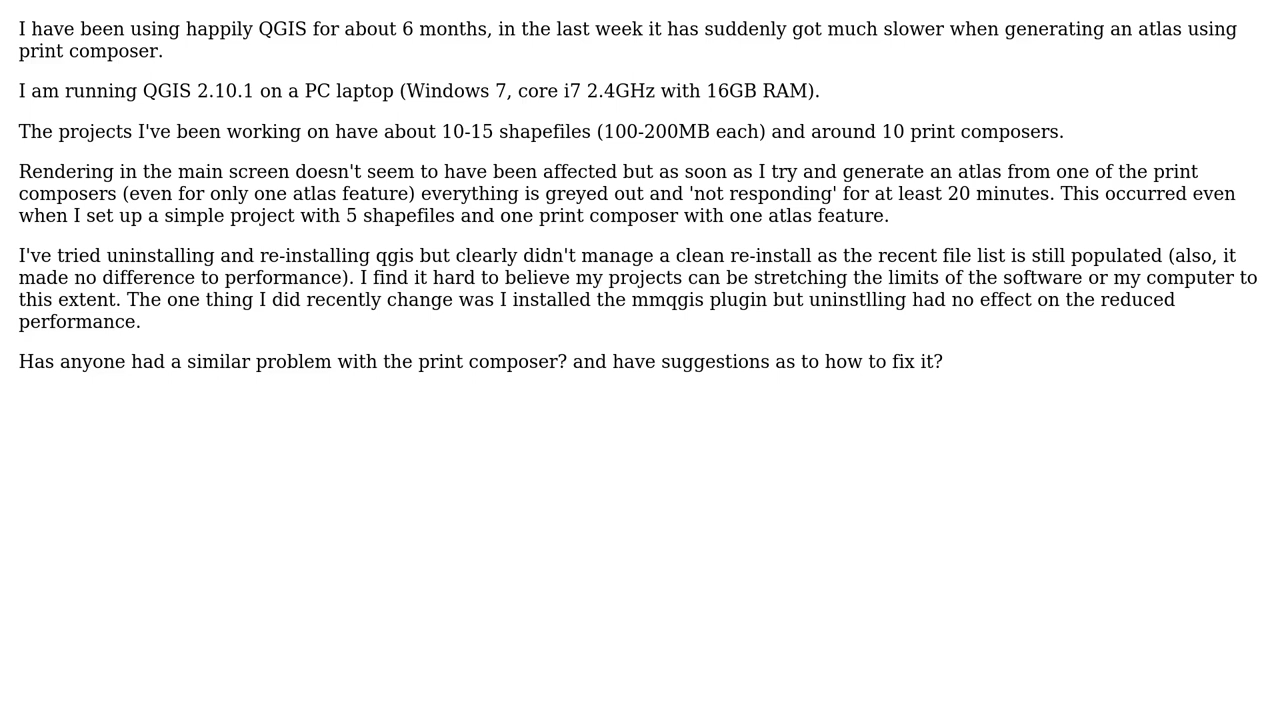 I have been using happily QGIS for about 6 months, in the last week it has suddenly got much slower when generating an atlas using
print composer.
I am running QGIS 2.10.1 on a PC laptop (Windows 7, core i7 2.4GHz with 16GB RAM).
The projects I've been working on have about 10-15 shapefiles (100-200MB each) and around 10 print composers.
Rendering in the main screen doesn't seem to have been affected but as soon as I try and generate an atlas from one of the print
composers (even for only one atlas feature) everything is greyed out and 'not responding' for at least 20 minutes. This occurred even
when I set up a simple project with 5 shapefiles and one print composer with one atlas feature.
I've tried uninstalling and re-installing qgis but clearly didn't manage a clean re-install as the recent file list is still populated (also, it
made no difference to performance). I find it hard to believe my projects can be stretching the limits of the software or my computer to
this extent. The one thing I did recently change was I installed the mmqgis plugin but uninstlling had no effect on the reduced
performance.
Has anyone had a similar problem with the print composer? and have suggestions as to how to fix it?